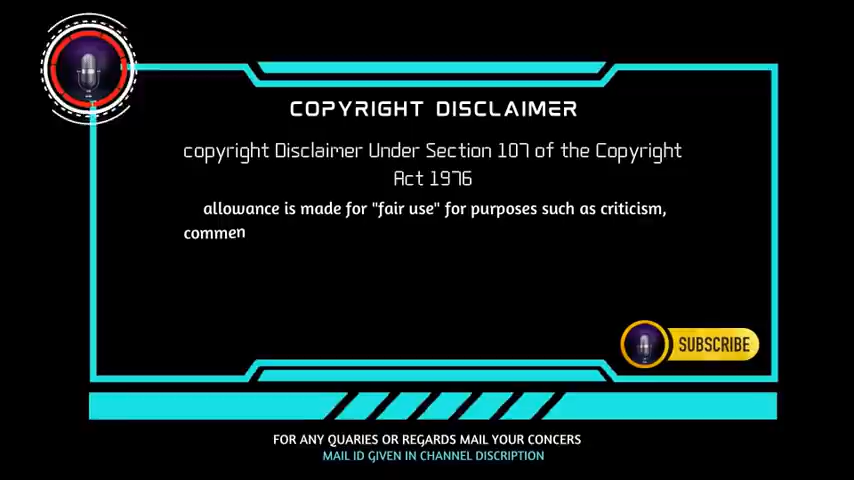 COPYRIGHT DISCLAIMER
copyright Disclaimer Under Section 107 of the Copyright
Act 1976
allowance is made for "fair use" for purposes such as criticism,
commen
SUBSCRIBE
FOR ANY QUARIES OR REGARDS MAIL YOUR CONCERS
MAIL ID GIVEN IN CHANNEL DISCRIPTION